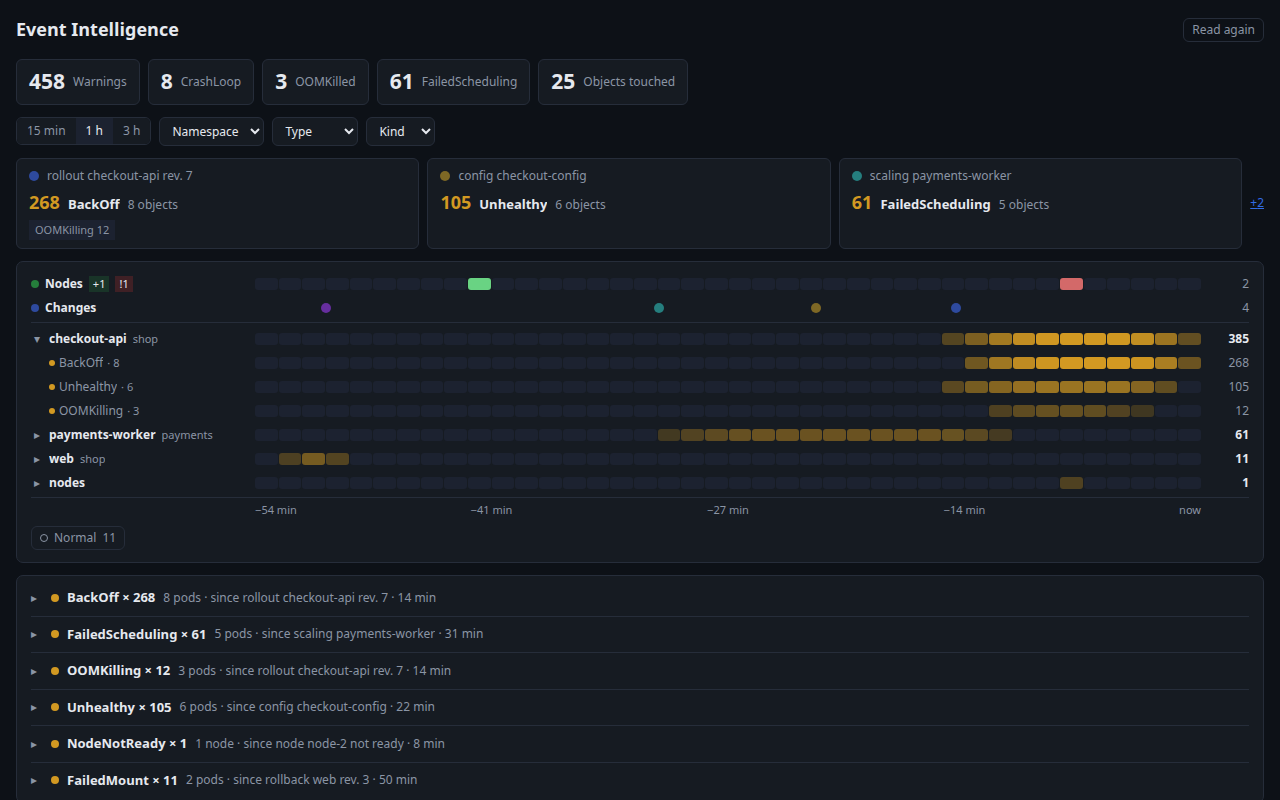 Event Intelligence
Read again
458 Warnings
8 CrashLoop
3 OOMKilled
61 FailedScheduling
25 Objects touched
15 min 1 h 3 h Namespace Type Kind
rollout checkout-api rev. 7
268 BackOff 8 objects
OOMKilling 12
config checkout-config
105 Unhealthy 6 objects
scaling payments-worker
61 FailedScheduling 5 objects
+2
Nodes +1 !1 2
Changes 4
checkout-api shop 385
BackOff · 8 268
Unhealthy · 6 105
OOMKilling · 3 12
payments-worker payments 61
web shop 11
nodes 1
−54 min −41 min −27 min −14 min now
Normal 11
BackOff × 268 8 pods · since rollout checkout-api rev. 7 · 14 min
FailedScheduling × 61 5 pods · since scaling payments-worker · 31 min
OOMKilling × 12 3 pods · since rollout checkout-api rev. 7 · 14 min
Unhealthy × 105 6 pods · since config checkout-config · 22 min
NodeNotReady × 1 1 node · since node node-2 not ready · 8 min
FailedMount × 11 2 pods · since rollback web rev. 3 · 50 min